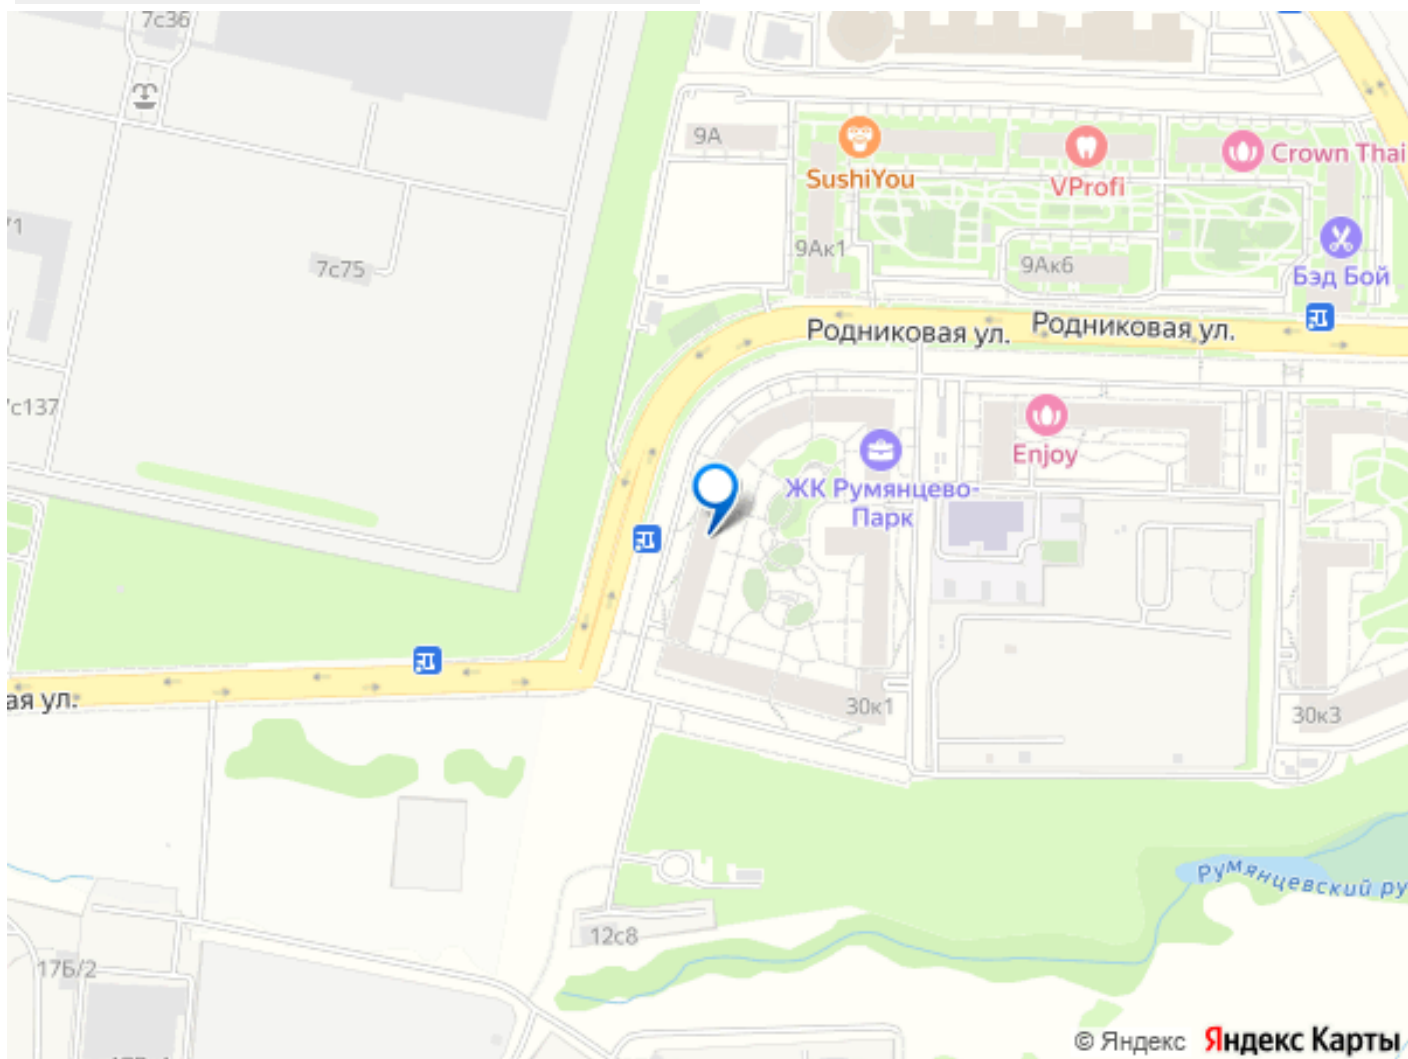 7с36
9А
SushiYou
VProfi
Crown Thai
/1
7с75
9Ак1
9Ак6
Бэд Бой
Родниковая ул.
Родниковая ул.
'с137
Enjoy
ЖК Румянцево-
Парк
ая ул.
30к1
30к3
Румянцевский ру
12с8
17Б/2
© Яндекс Яндекс Карты